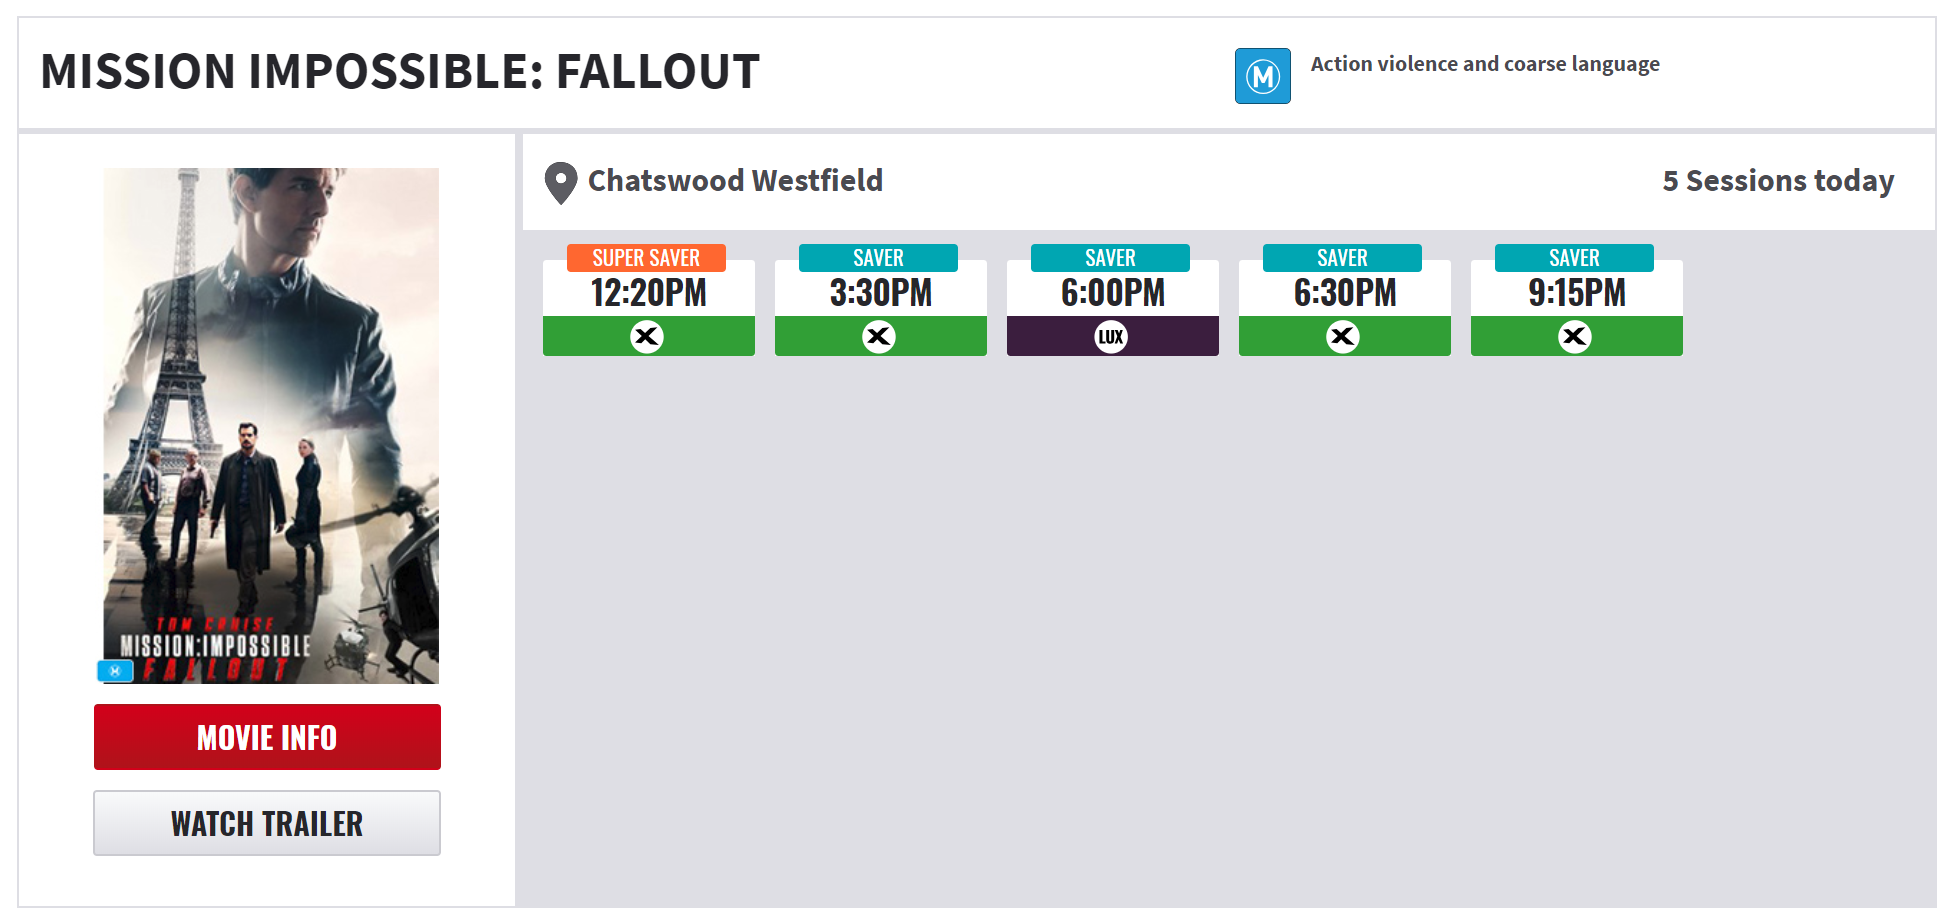 MISSION IMPOSSIBLE: FALLOUT
M
Action violence and coarse language
TOM CRUISE
MISSION:IMPOSSIBLE
FALLOUT
M
MOVIE INFO
WATCH TRAILER
Chatswood Westfield
5 Sessions today
SUPER SAVER
12:20PM
X
SAVER
3:30PM
X
SAVER
6:00PM
LUX
SAVER
6:30PM
X
SAVER
9:15PM
X